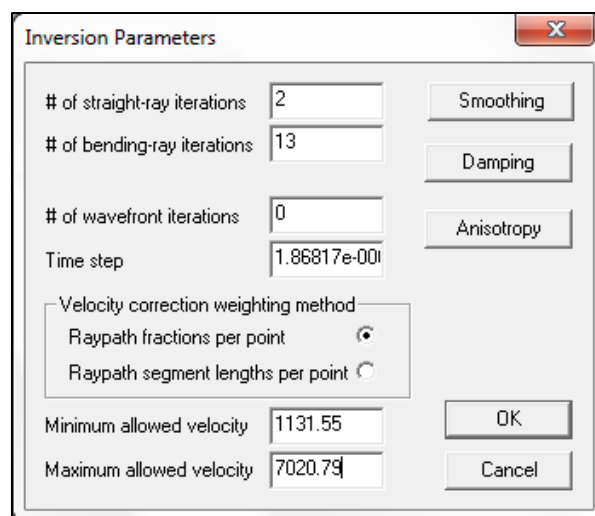 Inversion Parameters
# of straight-ray iterations 2 Smoothing
# of bending-ray iterations 13
Damping
# of wavefront iterations 0 Anisotropy
Time step 1.86817e-00
Velocity correction weighting method
Raypath fractions per point
Raypath segment lengths per point
Minimum allowed velocity 1131.55 OK
Maximum allowed velocity 7020.79 Cancel